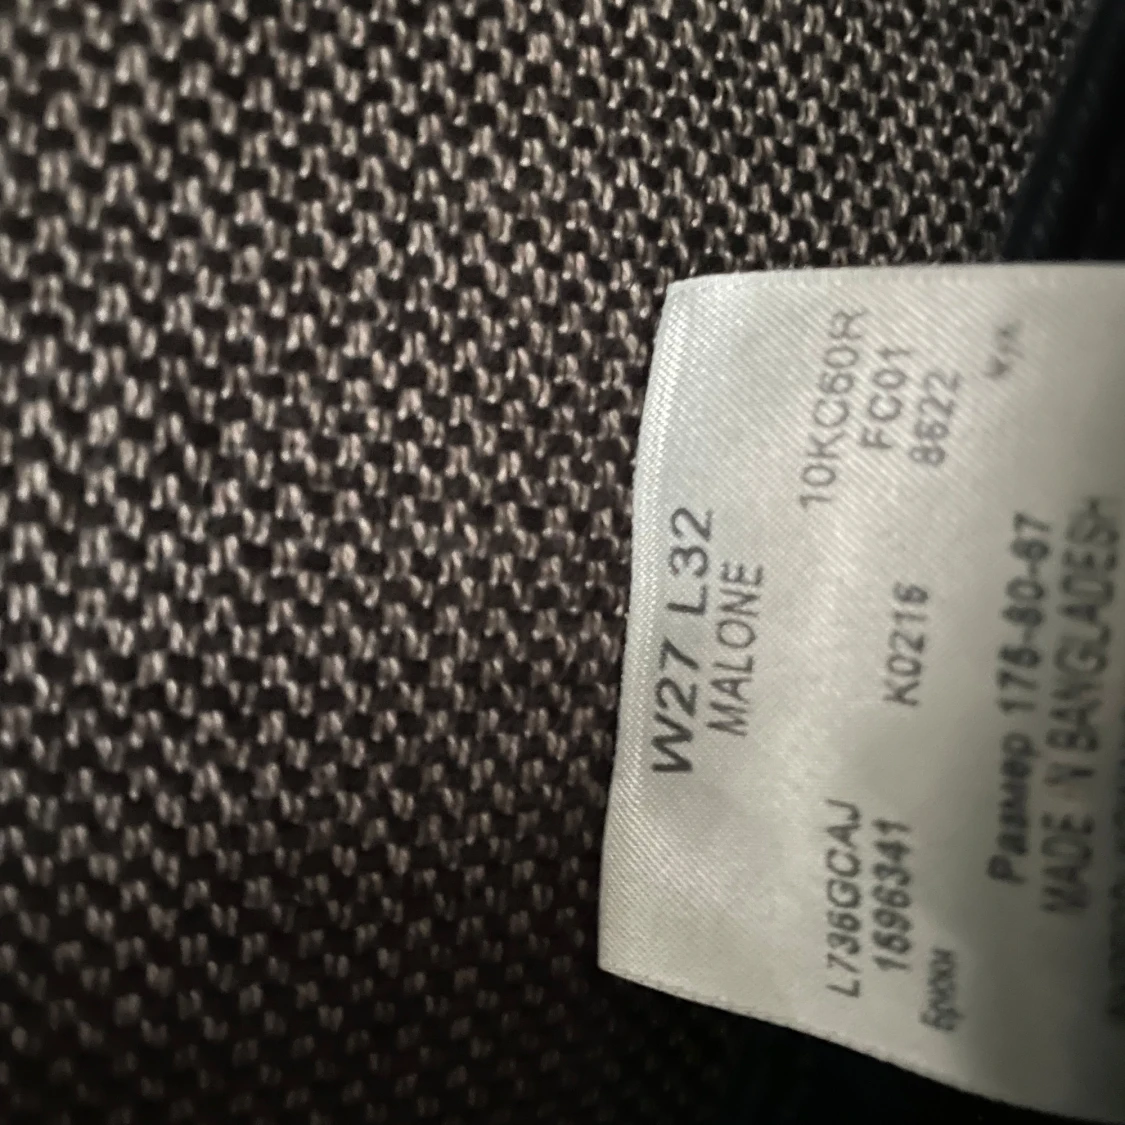 W27 L32
MALONE
L736GCAJ 10KC60R
1696341 FC01
K0216 8622
Брюки
Размер 175-80-67
MADE IN BANGLADESH